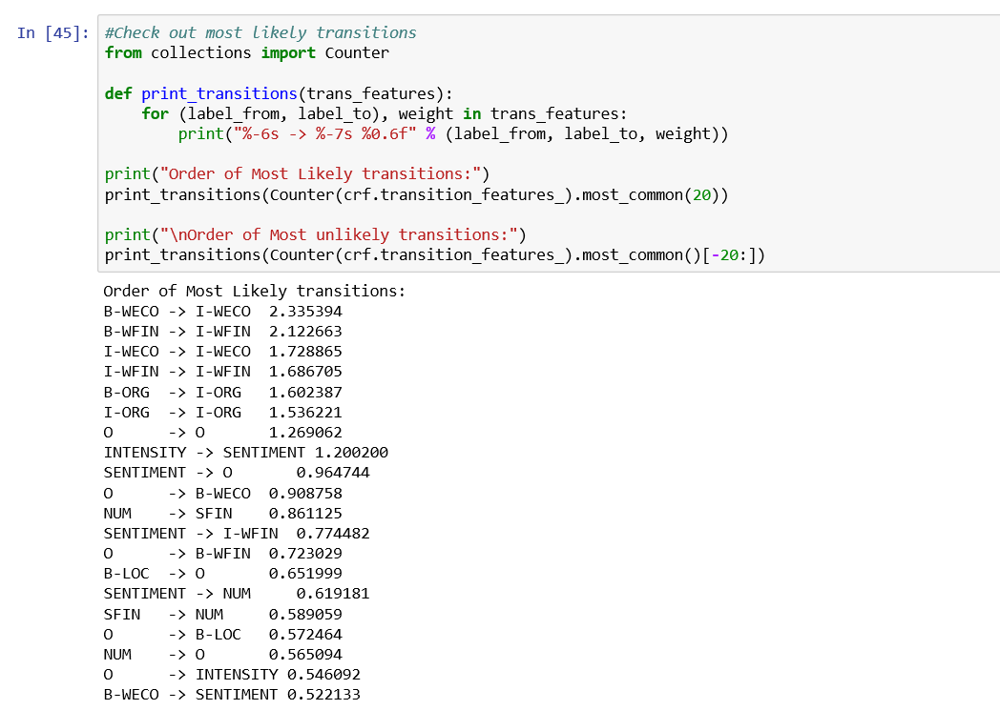 In [45]: #Check out most likely transitions
from collections import Counter
def print_transitions(trans_features):
for (label_from, label_to), weight in trans_features:
print("%-6s -> %-7s %0.6f" % (label_from, label_to, weight))
print("Order of Most Likely transitions:")
print_transitions(Counter(crf.transition_features_).most_common(20))
print("\nOrder of Most unlikely transitions:")
print_transitions(Counter(crf.transition_features_).most_common()[-20:])
Order of Most Likely transitions:
B-WECO -> I-WECO  2.335394
B-WFIN -> I-WFIN  2.122663
I-WECO -> I-WECO  1.728865
I-WFIN -> I-WFIN  1.686705
B-ORG  -> I-ORG   1.602387
I-ORG  -> I-ORG   1.536221
O      -> O       1.269062
INTENSITY -> SENTIMENT 1.200200
SENTIMENT -> O       0.964744
O      -> B-WECO  0.908758
NUM    -> SFIN    0.861125
SENTIMENT -> I-WFIN  0.774482
O      -> B-WFIN  0.723029
B-LOC  -> O       0.651999
SENTIMENT -> NUM     0.619181
SFIN   -> NUM     0.589059
O      -> B-LOC   0.572464
NUM    -> O       0.565094
O      -> INTENSITY 0.546092
B-WECO -> SENTIMENT 0.522133